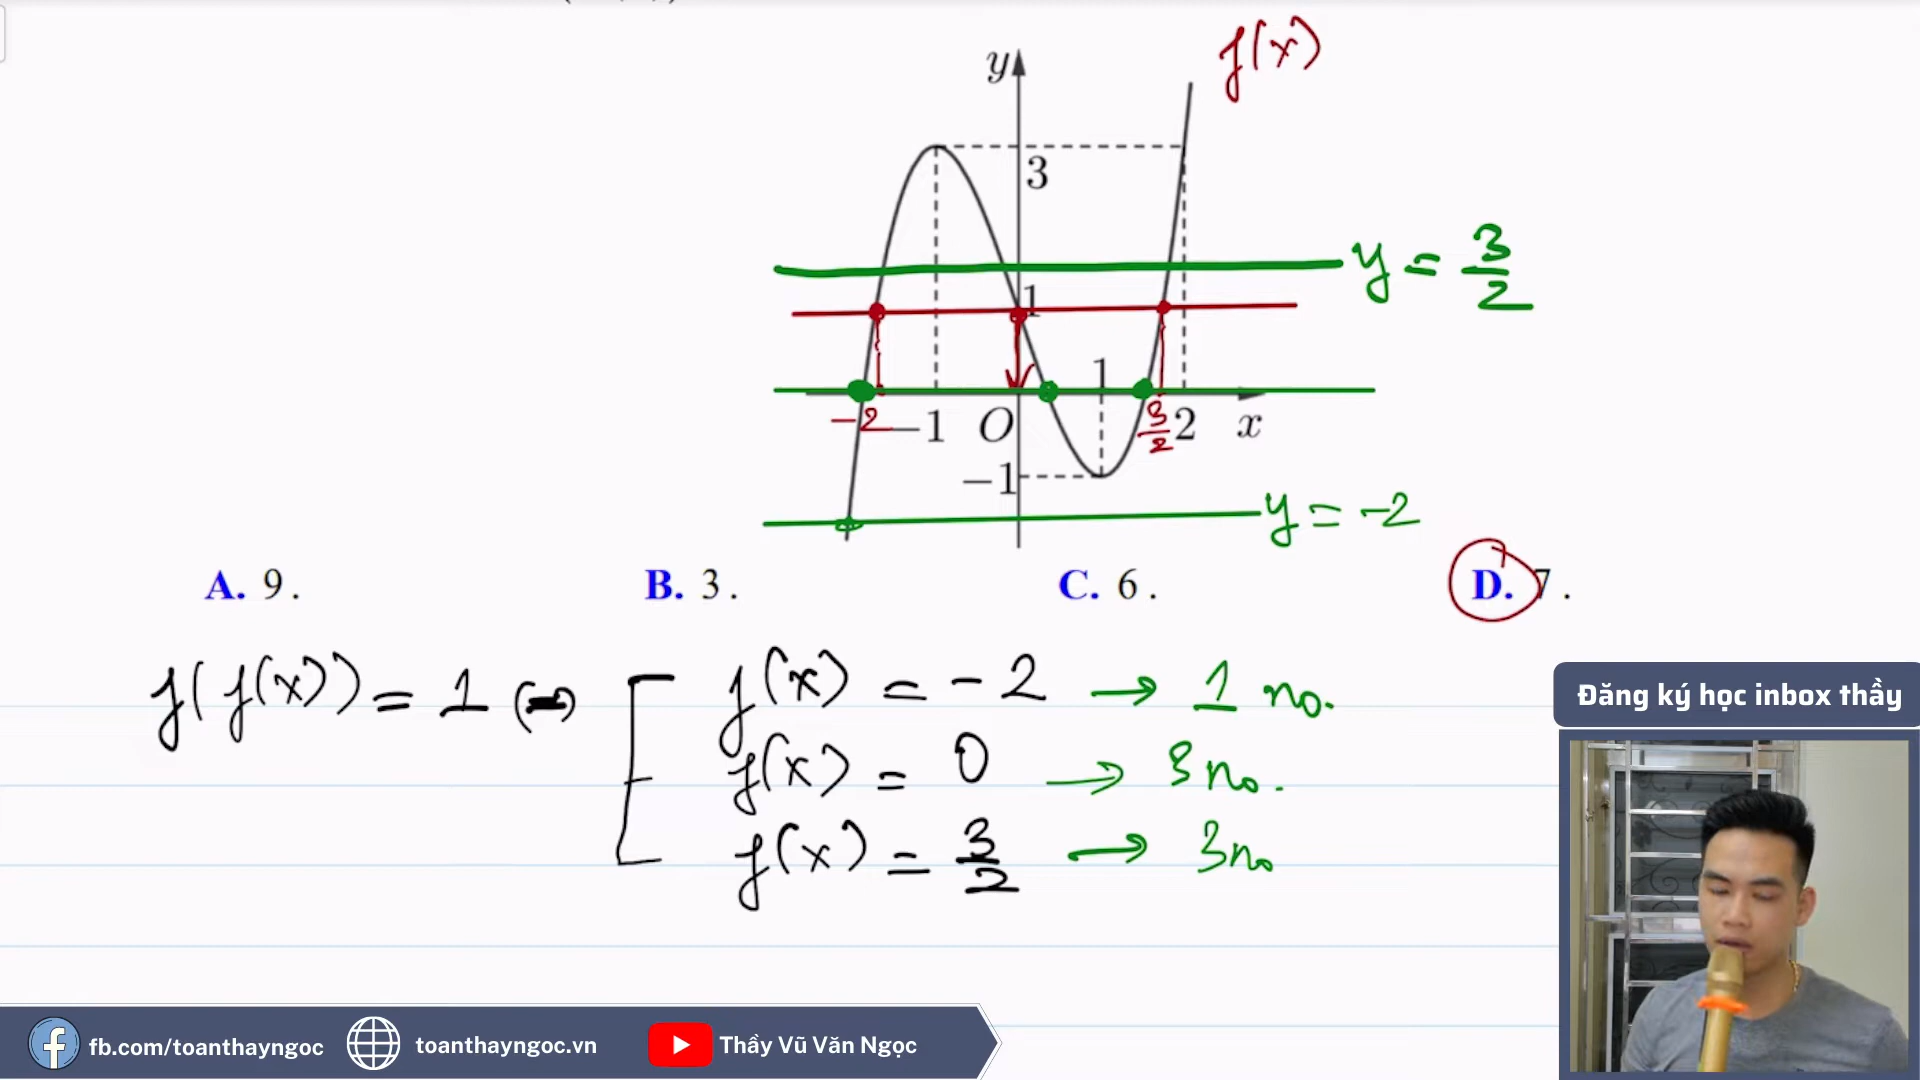 f(x)
y
3
y = 3/2
1
1
-2
-1
O
3/2
2
x
-1
y = -2
A. 9.
B. 3.
C. 6.
D. 7.
f(f(x)) = 1 (=)
f(x) = -2 → 1 no.
f(x) = 0 → 3 no.
f(x) = 3/2 → 3 no
Đăng ký học inbox thầy
fb.com/toanthayngoc
toanthayngoc.vn
Thầy Vũ Văn Ngọc